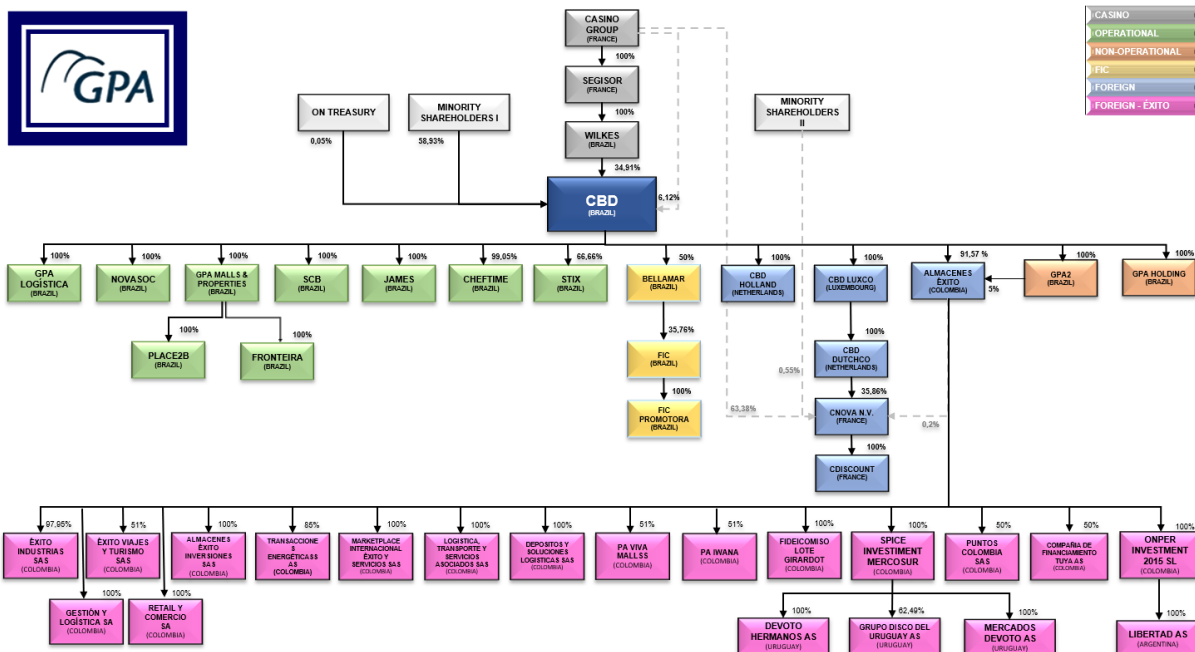 GPA
CASINO
GROUP
(FRANCE)
100%
SEGISOR
(FRANCE)
100%
WILKES
(BRAZIL)
34,91%
ON TREASURY
0,05%
MINORITY
SHAREHOLDERS I
58,93%
MINORITY
SHAREHOLDERS
II
CASINO
OPERATIONAL
NON-OPERATIONAL
FIC
FOREIGN
FOREIGN - ÉXITO
CBD
(BRAZIL)
6,12%
100%
GPA
LOGÍSTICA
(BRAZIL)
100%
NOVASOC
(BRAZIL)
100%
GPA MALLS &
PROPERTIES
(BRAZIL)
100%
SCB
(BRAZIL)
100%
JAMES
(BRAZIL)
99,05%
CHEFTIME
(BRAZIL)
66,66%
STIX
(BRAZIL)
50%
BELLAMAR
(BRAZIL)
100%
CBD
HOLLAND
(NETHERLANDS)
100%
CBD LUXCO
(LUXEMBOURG)
91,57 %
ALMACENES
ÈXITO
(COLOMBIA)
5%
100%
GPA2
(BRAZIL)
100%
GPA HOLDING
(BRAZIL)
100%
PLACE2B
(BRAZIL)
100%
FRONTEIRA
(BRAZIL)
35,76%
FIC
(BRAZIL)
100%
FIC
PROMOTORA
(BRAZIL)
100%
CBD
DUTCHCO
(NETHERLANDS)
0,55%
35,86%
63,38%
CNOVA N.V.
(FRANCE)
0,2%
100%
CDISCOUNT
(FRANCE)
97,95%
ÈXITO
INDUSTRIAS
SAS
(COLOMBIA)
51%
ÈXITO VIAJES
Y TURISMO
SAS
(COLOMBIA)
100%
ALMACENES
ÈXITO
INVERSIONES
SAS
(COLOMBIA)
85%
TRANSACCIONE
S
ENERGÉTICASS
AS
(COLOMBIA)
100%
MARKETPLACE
INTERNACIONAL
ÉXITO Y
SERVICIOS SAS
(COLOMBIA)
100%
LOGISTICA,
TRANSPORTE Y
SERVICIOS
ASOCIADOS SAS
(COLOMBIA)
100%
DEPOSITOS Y
SOLUCIONES
LOGISTICAS SAS
(COLOMBIA)
51%
PA VIVA
MALLSS
(COLOMBIA)
51%
PA IWANA
(COLOMBIA)
100%
FIDEICOMISO
LOTE
GIRARDOT
(COLOMBIA)
100%
SPICE
INVESTIMENT
MERCOSUR
(COLOMBIA)
50%
PUNTOS
COLOMBIA
SAS
(COLOMBIA)
50%
COMPAÑIA DE
FINANCIAMIENTO
TUYA AS
(COLOMBIA)
100%
ONPER
INVESTMENT
2015 SL
(COLOMBIA)
100%
GESTIÓN Y
LOGÍSTICA SA
(COLOMBIA)
100%
RETAIL Y
COMERCIO
SA
(COLOMBIA)
100%
DEVOTO
HERMANOS AS
(URUGUAY)
62,49%
GRUPO DISCO DEL
URUGUAY AS
(URUGUAY)
100%
MERCADOS
DEVOTO AS
(URUGUAY)
100%
LIBERTAD AS
(ARGENTINA)